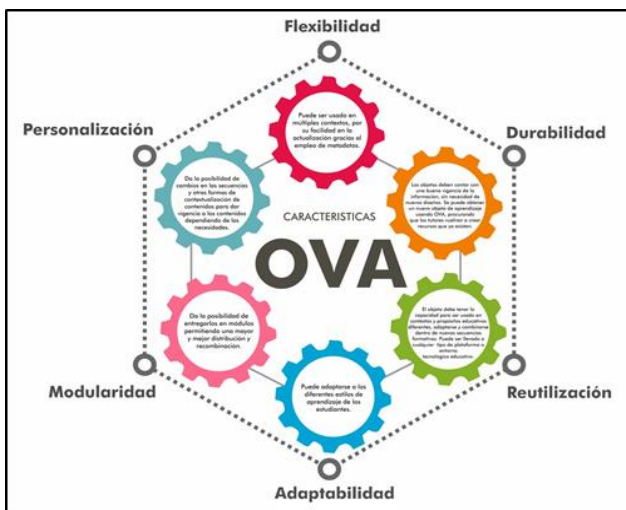 Flexibilidad
Puede ser usado en
múltiples contextos, por
su facilidad en la
actualización gracias al
empleo de metadatos.
Personalización
Durabilidad
Da la posibilidad de
cambios en las secuencias
y otras formas de
contextualización de
contenidos para dar
vigencia a los contenidos
dependiendo de las
necesidades.
Los objetos deben contar con
una buena vigencia de la
información, sin necesidad de
nuevos diseños. Se puede obtener
un nuevo objeto de aprendizaje
usando OVA, procurando
que los tutores vuelvan a crear
recursos que ya existen.
CARACTERISTICAS
OVA
Da la posibilidad de
entregarlos en módulos
permitiendo una mayor
y mejor distribución y
recombinación.
El objeto debe tener la
capacidad para ser usado en
contextos y propósitos educativos
diferentes, adaptarse y combinarse
dentro de nuevas secuencias
formativas. Puede ser llevado a
cualquier tipo de plataforma o
entorno
tecnológico educativo.
Modularidad
Reutilización
Puede adaptarse a los
diferentes estilos de
aprendizaje de los
estudiantes.
Adaptabilidad